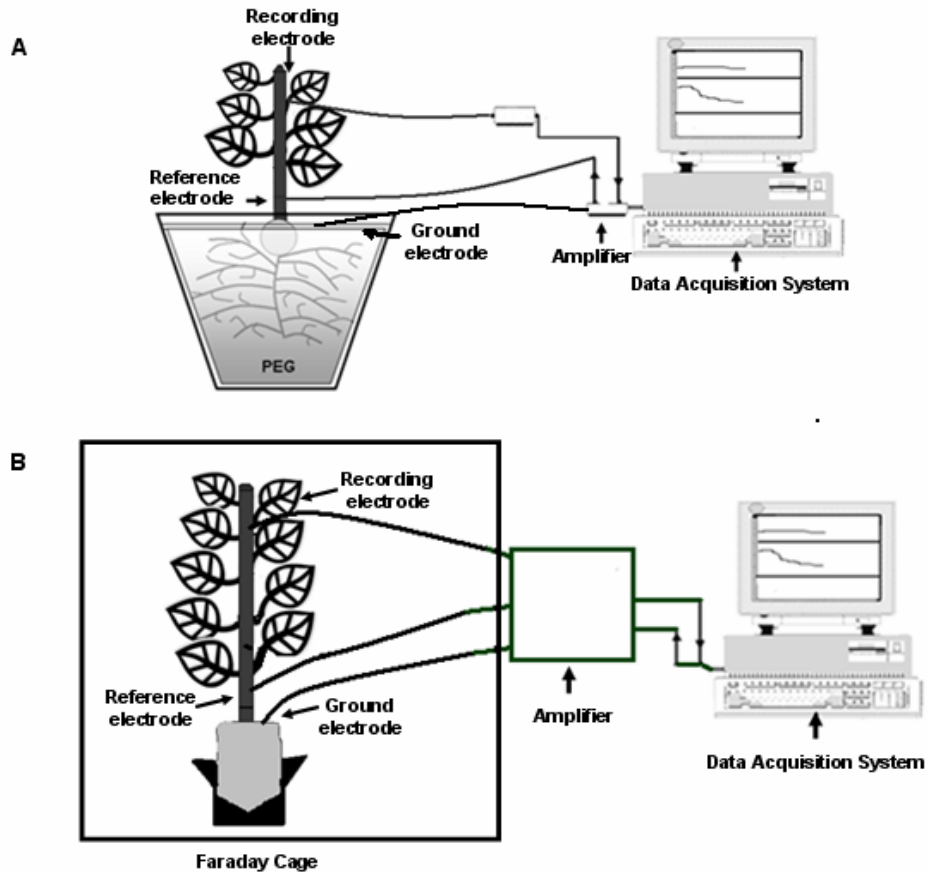 A
Recording
electrode
Reference
electrode
Ground
electrode
Amplifier
Data Acquisition System
PEG
B
Recording
electrode
Reference
electrode
Ground
electrode
Amplifier
Data Acquisition System
Faraday Cage